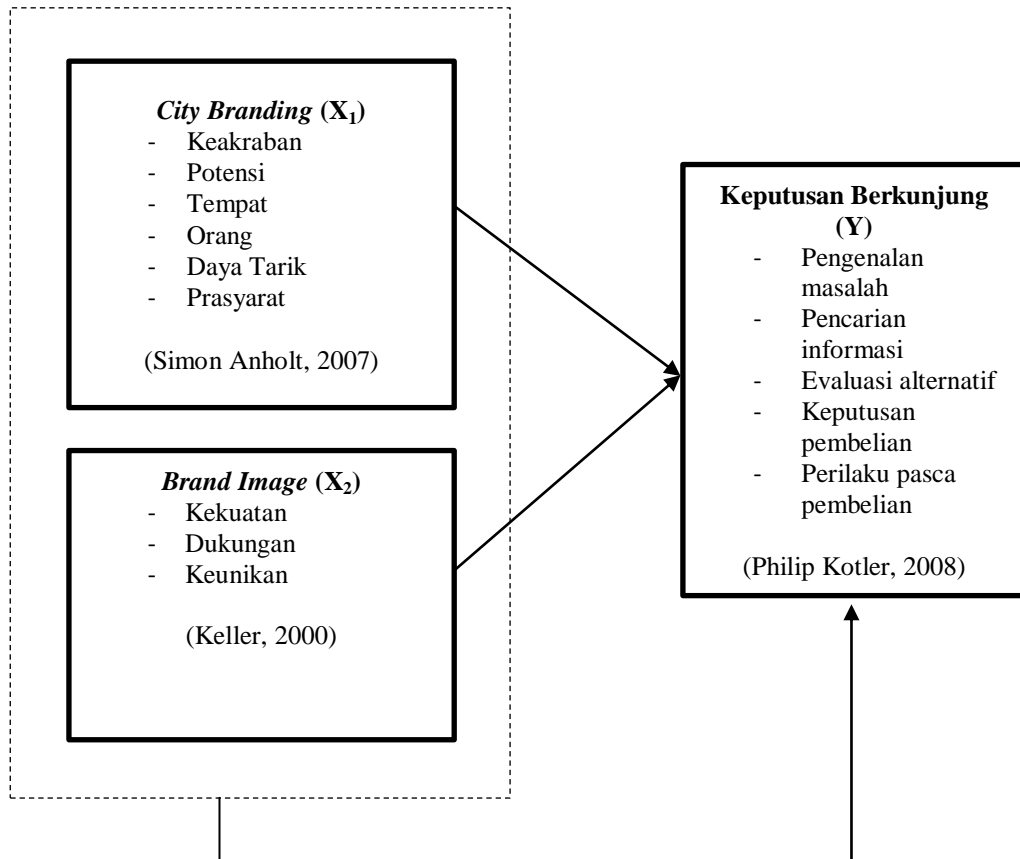 City Branding (X₁)
- Keakraban
- Potensi
- Tempat
- Orang
- Daya Tarik
- Prasyarat
(Simon Anholt, 2007)
Brand Image (X₂)
- Kekuatan
- Dukungan
- Keunikan
(Keller, 2000)
Keputusan Berkunjung
(Y)
- Pengenalan
masalah
- Pencarian
informasi
- Evaluasi alternatif
- Keputusan
pembelian
- Perilaku pasca
pembelian
(Philip Kotler, 2008)